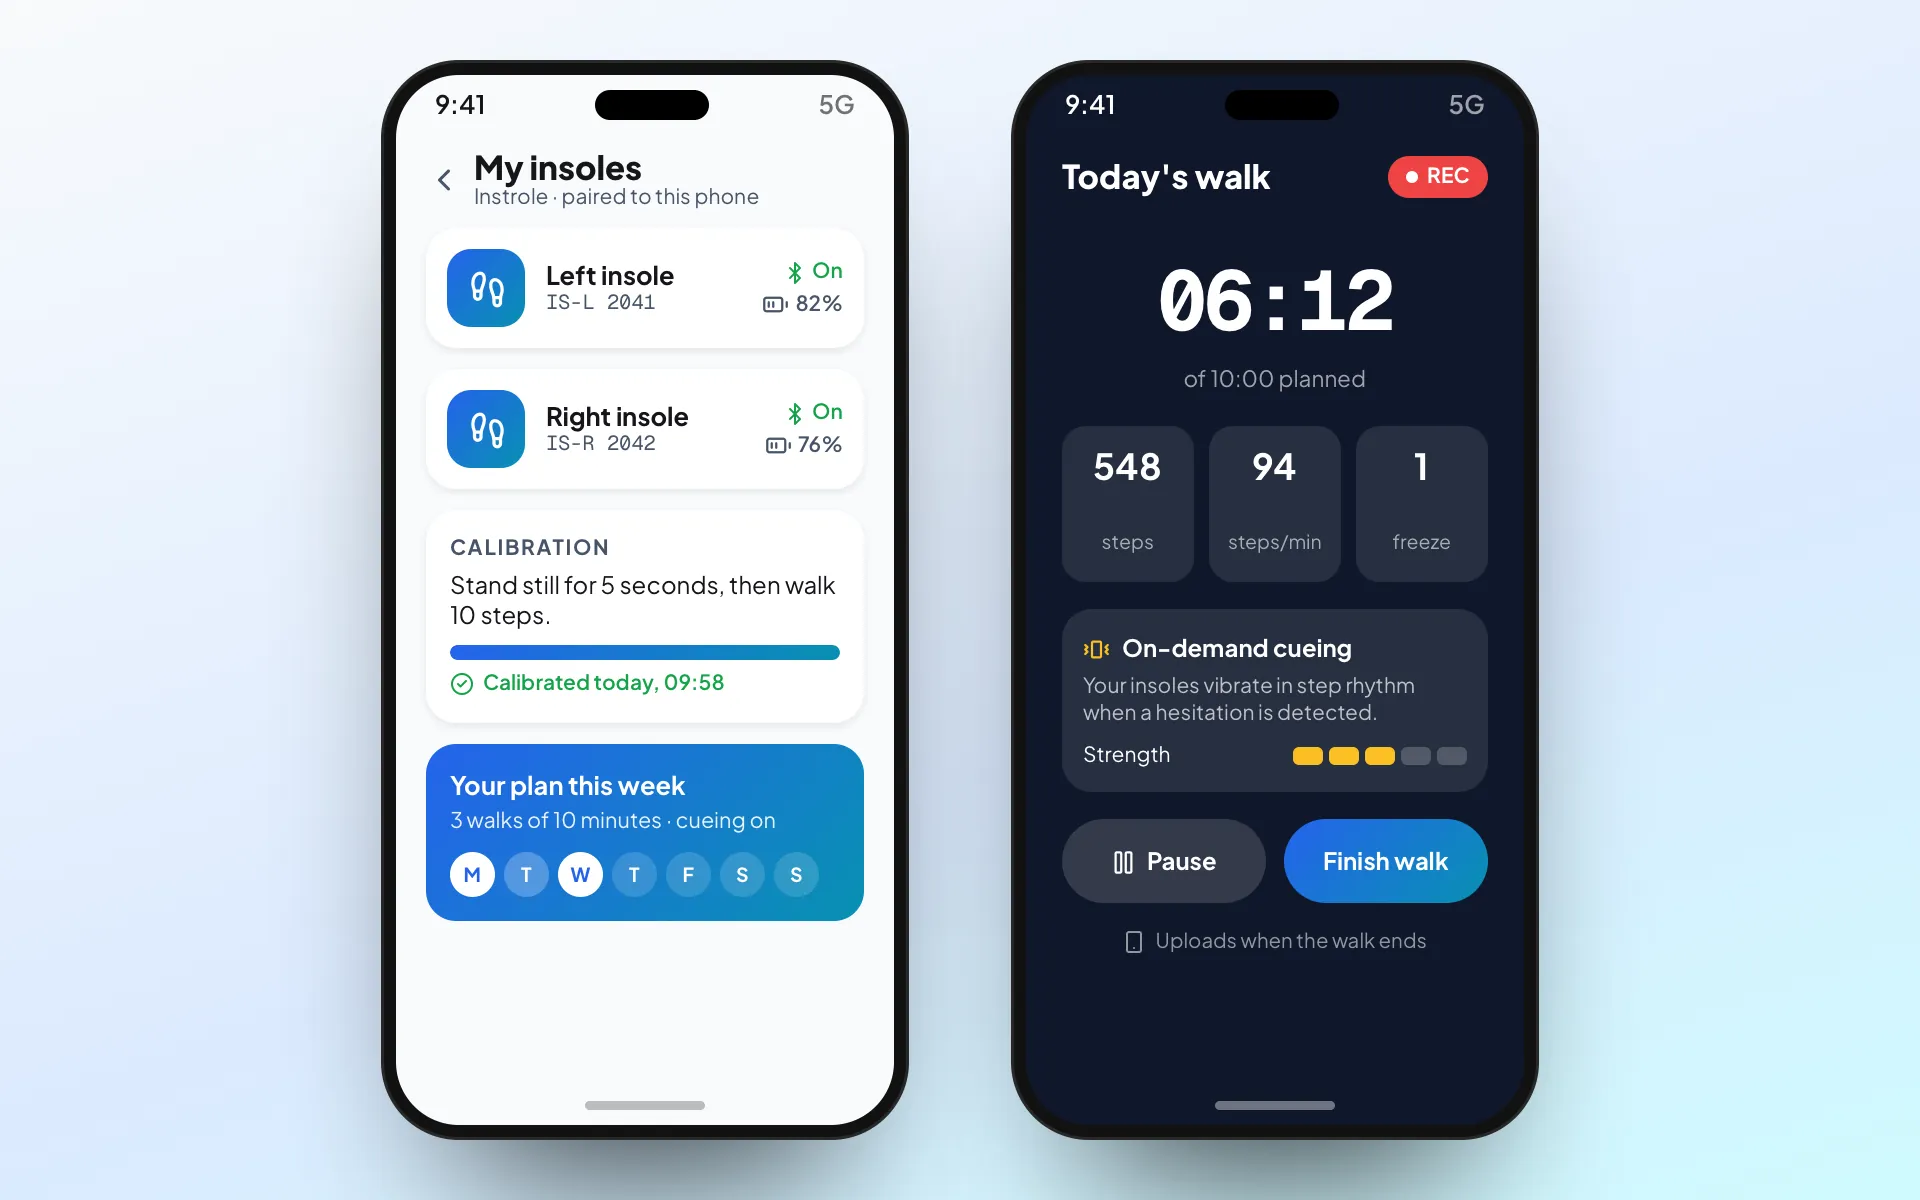 9:41
5G
My insoles
Instrole · paired to this phone
Left insole
On
IS-L 2041
82%
Right insole
On
IS-R 2042
76%
CALIBRATION
Stand still for 5 seconds, then walk
10 steps.
Calibrated today, 09:58
Your plan this week
3 walks of 10 minutes · cueing on
M T W T F S S
9:41
5G
Today's walk
REC
06:12
of 10:00 planned
548
steps
94
steps/min
1
freeze
On-demand cueing
Your insoles vibrate in step rhythm
when a hesitation is detected.
Strength
Pause
Finish walk
Uploads when the walk ends